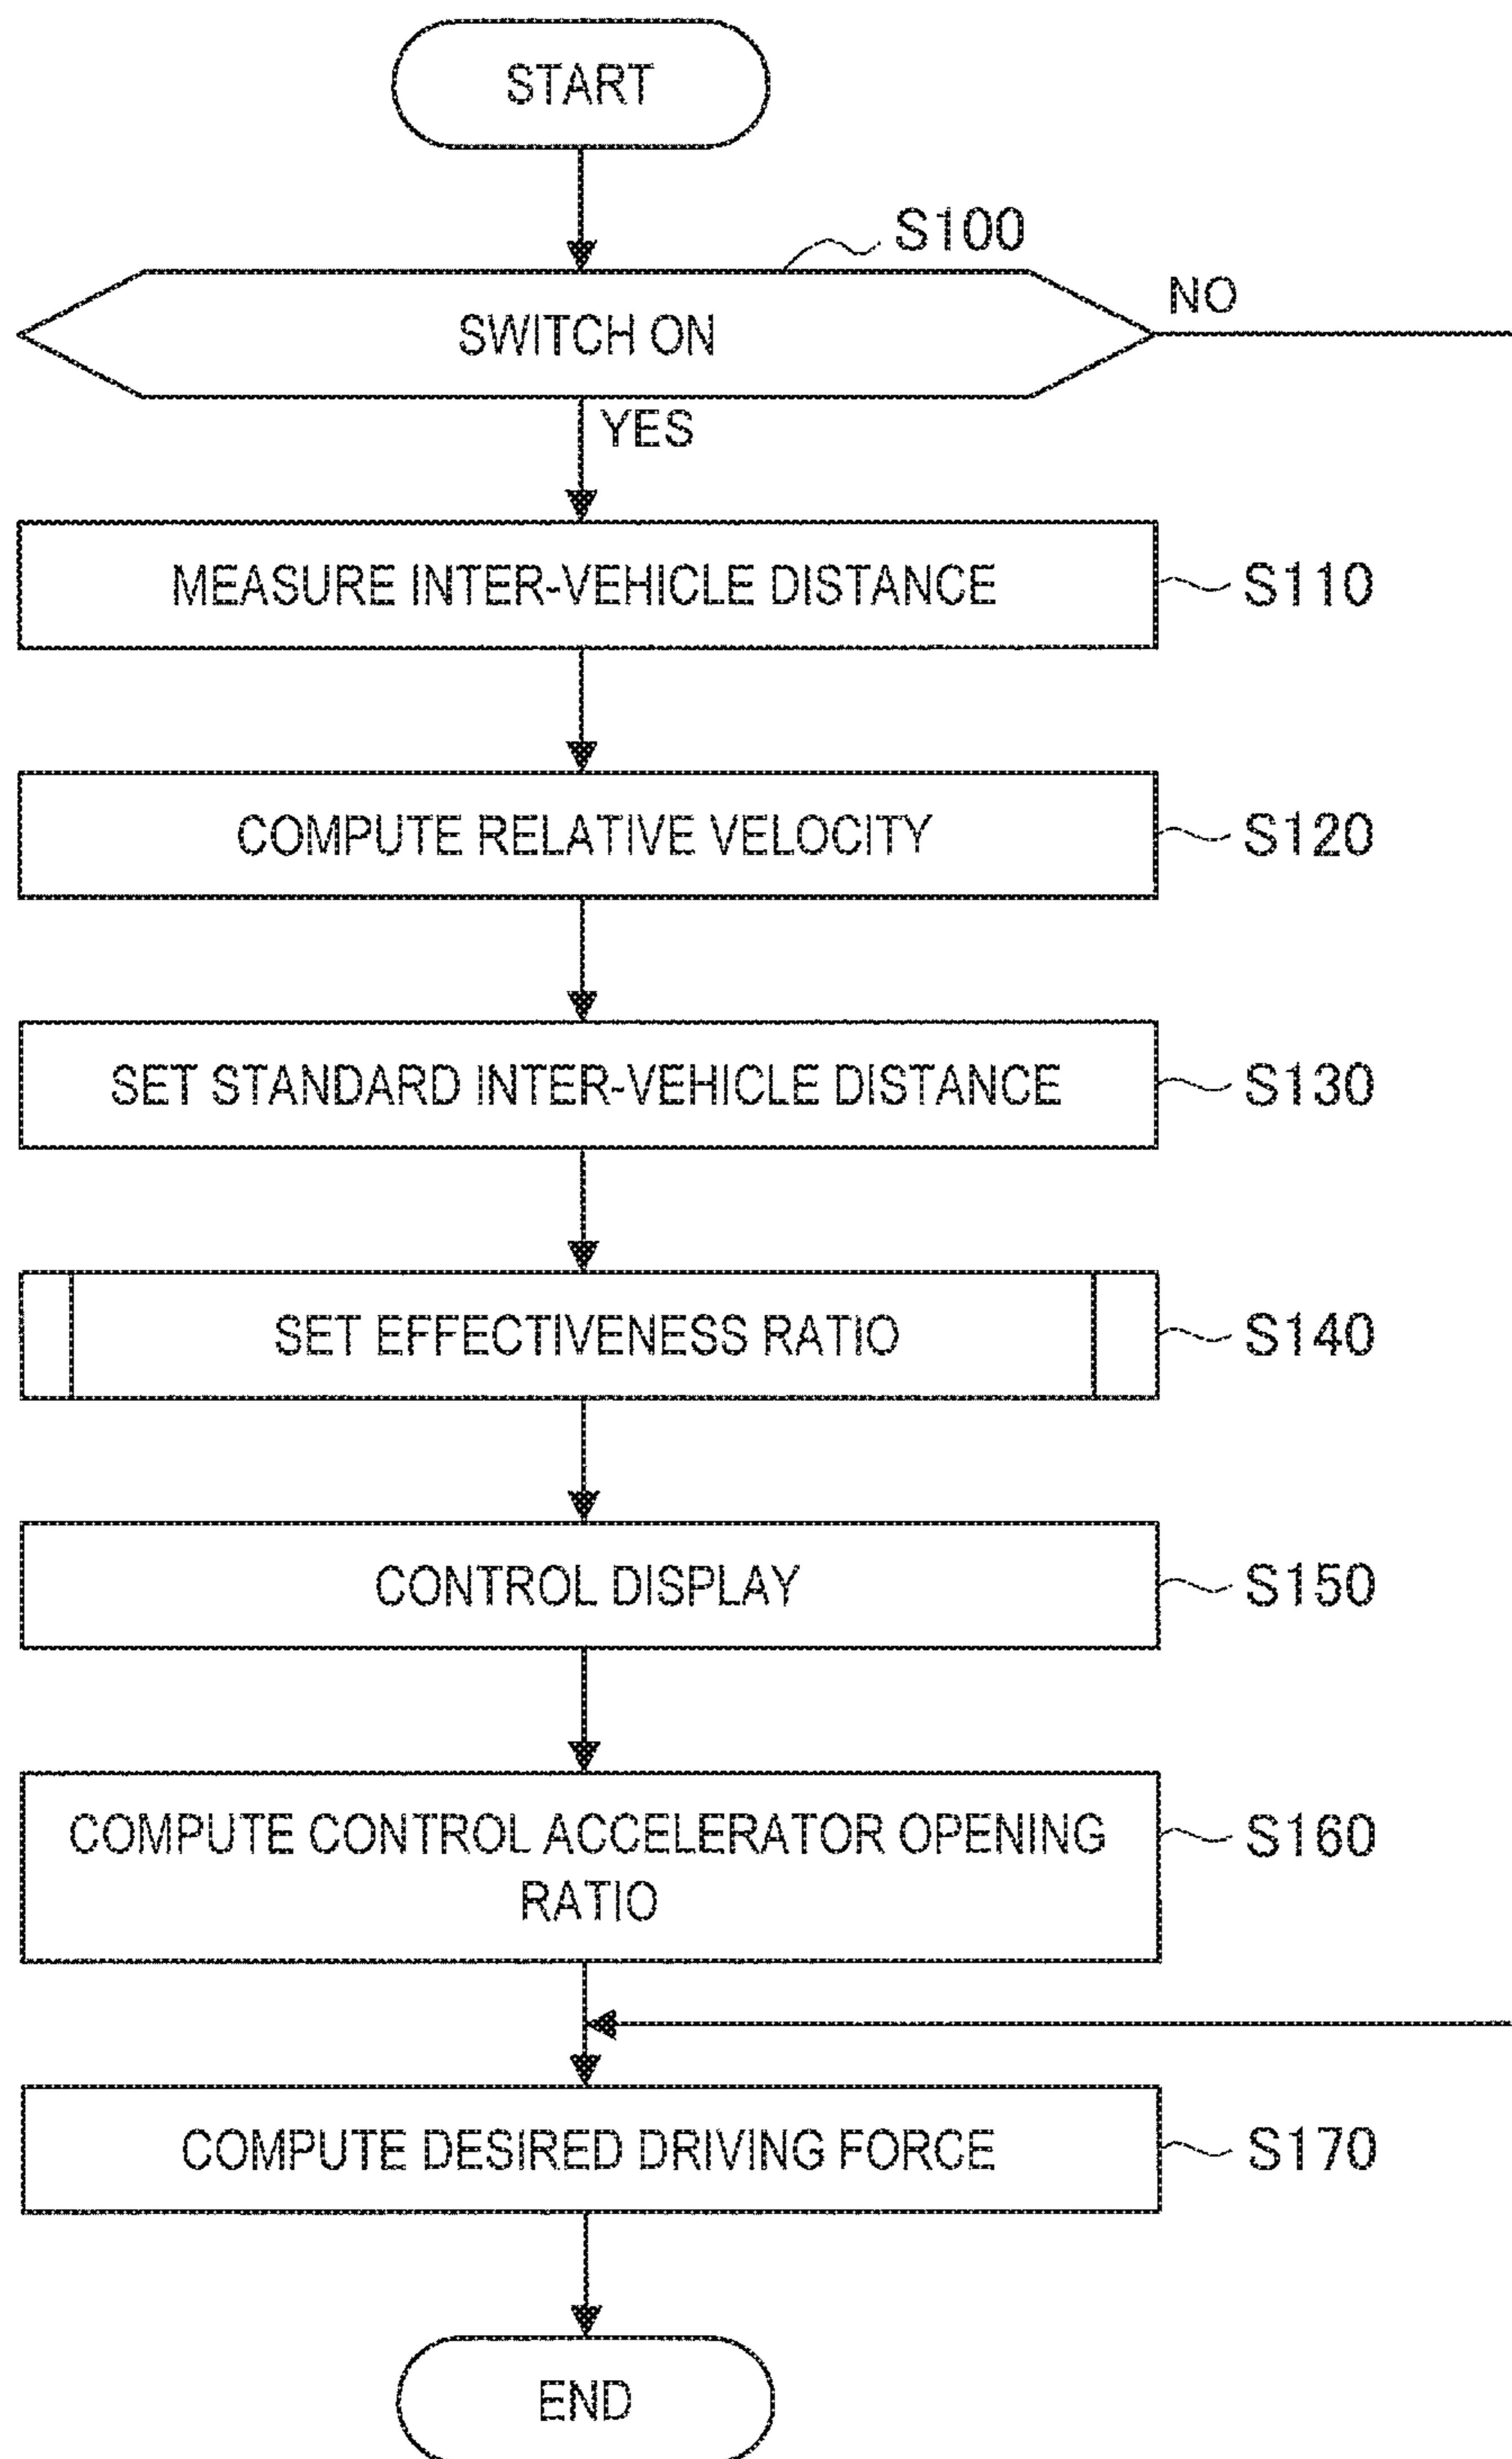 START
S100
SWITCH ON
NO
YES
MEASURE INTER-VEHICLE DISTANCE
S110
COMPUTE RELATIVE VELOCITY
S120
SET STANDARD INTER-VEHICLE DISTANCE
S130
SET EFFECTIVENESS RATIO
S140
CONTROL DISPLAY
S150
COMPUTE CONTROL ACCELERATOR OPENING
RATIO
S160
COMPUTE DESIRED DRIVING FORCE
S170
END